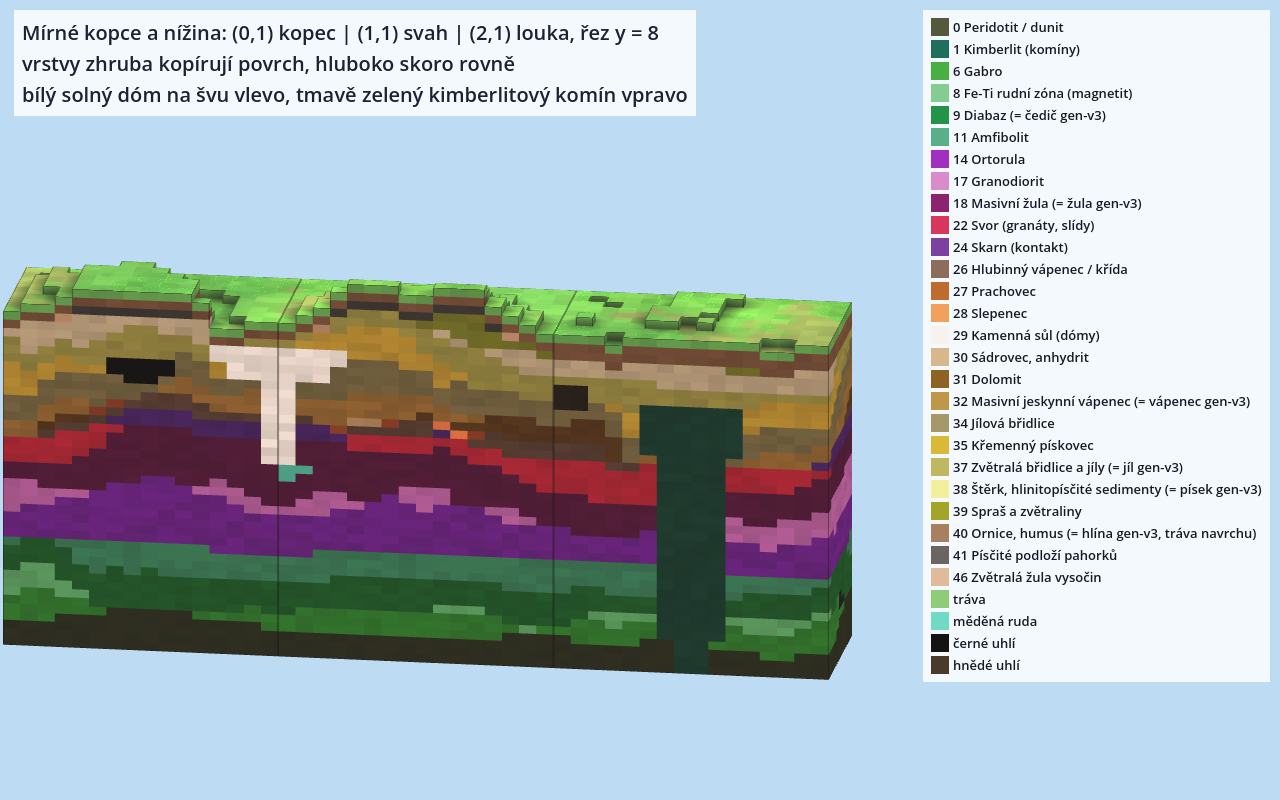 Mírné kopce a nížina: (0,1) kopec | (1,1) svah | (2,1) louka, řez y = 8
vrstvy zhruba kopírují povrch, hluboko skoro rovně
bílý solný dóm na švu vlevo, tmavě zelený kimberlitový komín vpravo
0 Peridotit / dunit
1 Kimberlit (komíny)
6 Gabro
8 Fe-Ti rudní zóna (magnetit)
9 Diabaz (= čedič gen-v3)
11 Amfibolit
14 Ortorula
17 Granodiorit
18 Masivní žula (= žula gen-v3)
22 Svor (granáty, slídy)
24 Skarn (kontakt)
26 Hlubinný vápenec / křída
27 Prachovec
28 Slepenec
29 Kamenná sůl (dómy)
30 Sádrovec, anhydrit
31 Dolomit
32 Masivní jeskynní vápenec (= vápenec gen-v3)
34 Jílová břidlice
35 Křemenný pískovec
37 Zvětralá břidlice a jíly (= jíl gen-v3)
38 Štěrk, hlinitopísčité sedimenty (= písek gen-v3)
39 Spraš a zvětraliny
40 Ornice, humus (= hlína gen-v3, tráva navrchu)
41 Písčité podloží pahorků
46 Zvětralá žula vysočin
tráva
měděná ruda
černé uhlí
hnědé uhlí